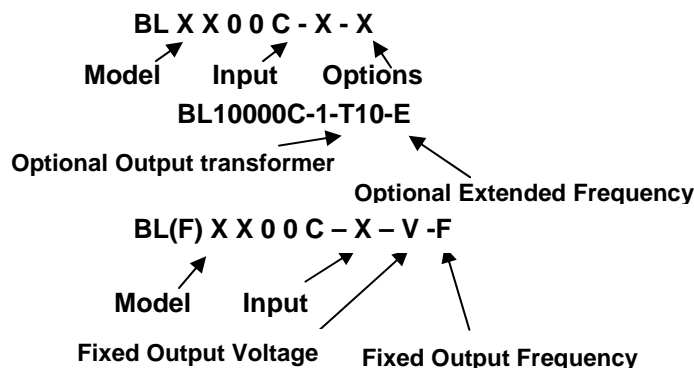 BL X X 0 0 C - X - X
Model Input Options
BL10000C-1-T10-E
Optional Output transformer
Optional Extended Frequency
BL(F) X X 0 0 C – X – V -F
Model Input
Fixed Output Voltage Fixed Output Frequency